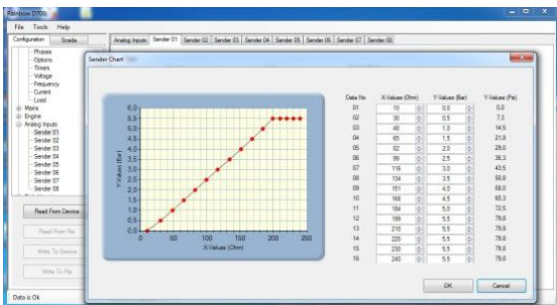 Rainbow D700
File Tools Help
Configuration Scada
Analog Inputs Sender 01 Sender 02 Sender 03 Sender 04 Sender 05 Sender 06 Sender 07 Sender 08
Phases
Options
Timers
Voltage
Frequency
Current
Load
Mains
Engine
Analog Inputs
Sender 01
Sender 02
Sender 03
Sender 04
Sender 05
Sender 06
Sender 07
Sender 08
Read From Device
Read From File
Write To Device
Write To File
Data is Ok
Sender Chart
Y-Values (Bar)
6.0
5.5
5.0
4.5
4.0
3.5
3.0
2.5
2.0
1.5
1.0
0.5
0.0
0 50 100 150 200 250
X-Values (Ohm)
Data No X-Values (Ohm) Y-Values (Bar) Y-Values (Psi)
01 10 0.0 0.0
02 30 0.5 7.3
03 48 1.0 14.5
04 65 1.5 21.8
05 82 2.0 29.0
06 99 2.5 36.3
07 116 3.0 43.5
08 134 3.5 50.8
09 151 4.0 58.0
10 168 4.5 65.3
11 184 5.0 72.5
12 199 5.5 79.8
13 210 5.5 79.8
14 220 5.5 79.8
15 230 5.5 79.8
16 240 5.5 79.8
OK Cancel